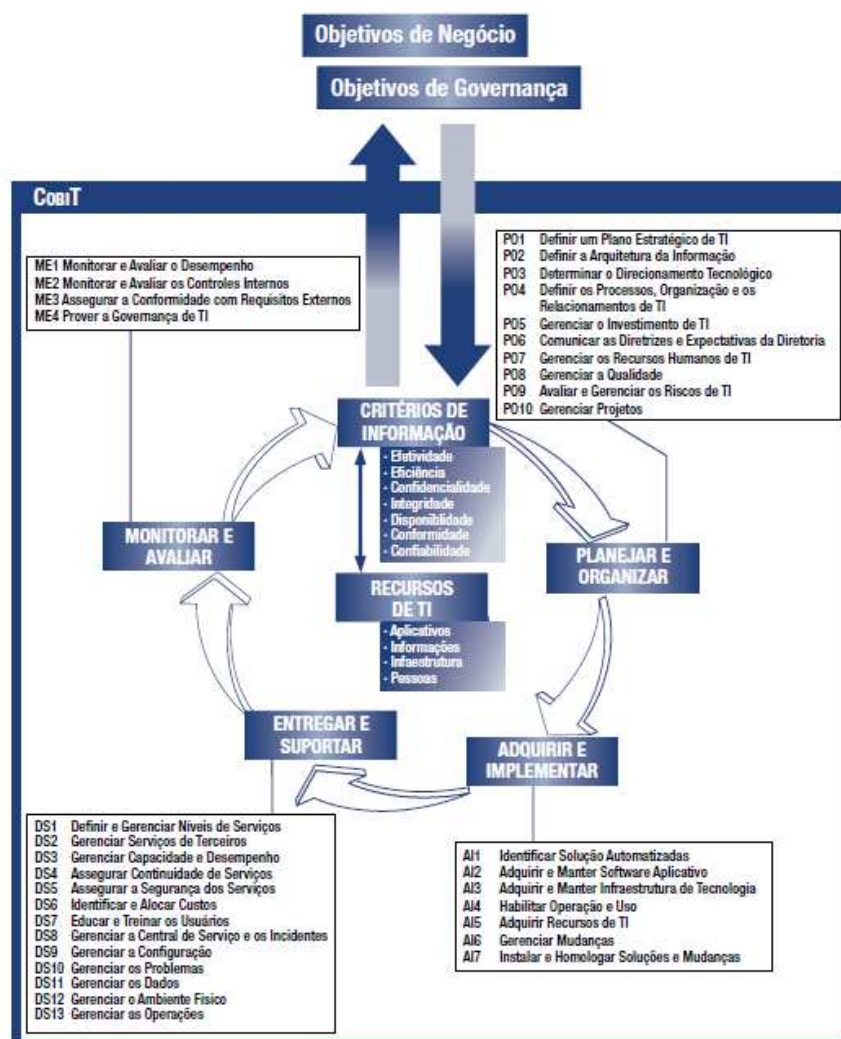 Objetivos de Negócio
Objetivos de Governança
COBIT
ME1 Monitorar e Avaliar o Desempenho
ME2 Monitorar e Avaliar os Controles Internos
ME3 Assegurar a Conformidade com Requisitos Externos
ME4 Prover a Governança de TI
PO1 Definir um Plano Estratégico de TI
PO2 Definir a Arquitetura da Informação
PO3 Determinar o Direcionamento Tecnológico
PO4 Definir os Processos, Organização e os
Relacionamentos de TI
PO5 Gerenciar o Investimento de TI
PO6 Comunicar as Diretrizes e Expectativas da Diretoria
PO7 Gerenciar os Recursos Humanos de TI
PO8 Gerenciar a Qualidade
PO9 Avaliar e Gerenciar os Riscos de TI
PO10 Gerenciar Projetos
CRITÉRIOS DE
INFORMAÇÃO
- Efetividade
- Eficiência
- Confidencialidade
- Integridade
- Disponiblidade
- Conformidade
- Confiabilidade
MONITORAR E
AVALIAR
PLANEJAR E
ORGANIZAR
RECURSOS
DE TI
- Aplicativos
- Informações
- Infaestrutura
- Pessoas
ENTREGAR E
SUPORTAR
ADQUIRIR E
IMPLEMENTAR
DS1 Definir e Gerenciar Níveis de Serviços
DS2 Gerenciar Serviços de Terceiros
DS3 Gerenciar Capacidade e Desempenho
DS4 Assegurar Continuidade de Serviços
DS5 Assegurar a Segurança dos Serviços
DS6 Identificar e Alocar Custos
DS7 Educar e Treinar os Usuários
DS8 Gerenciar a Central de Serviço e os Incidentes
DS9 Gerenciar a Configuração
DS10 Gerenciar os Problemas
DS11 Gerenciar os Dados
DS12 Gerenciar o Ambiente Físico
DS13 Gerenciar as Operações
AI1 Identificar Solução Automatizadas
AI2 Adquirir e Manter Software Aplicativo
AI3 Adquirir e Manter Infraestrutura de Tecnologia
AI4 Habilitar Operação e Uso
AI5 Adquirir Recursos de TI
AI6 Gerenciar Mudanças
AI7 Instalar e Homologar Soluções e Mudanças